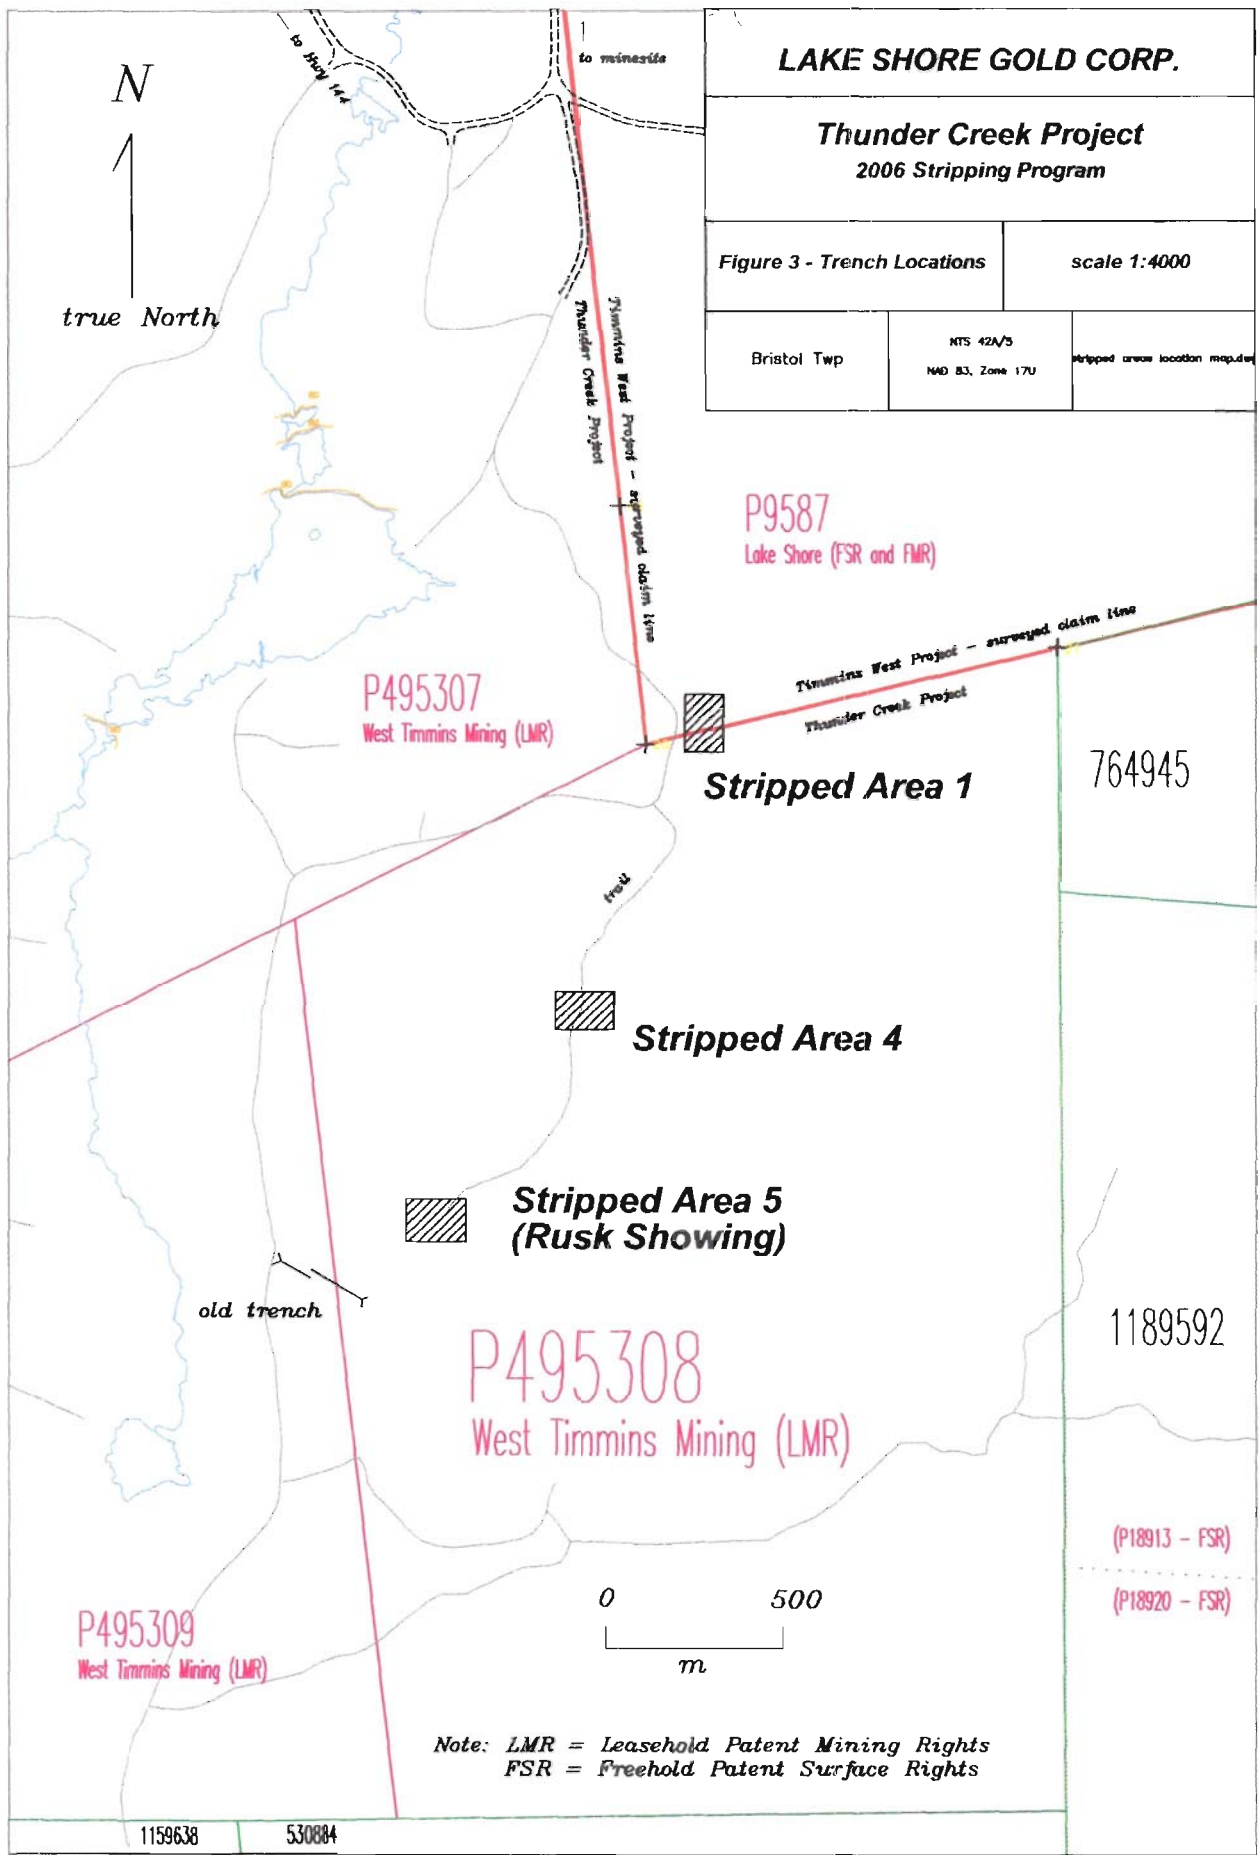 LAKE SHORE GOLD CORP.
Thunder Creek Project
2006 Stripping Program
Figure 3 - Trench Locations
scale 1:4000
Bristol Twp
NTS 42A/5
NAD 83, Zone 17U
stripped areas location map.dwg
N
true North
to Hwy 144
to minesite
Timmins West Project - surveyed claim line
Thunder Creek Project
P9587
Lake Shore (FSR and FMR)
Timmins West Project - surveyed claim line
Thunder Creek Project
P495307
West Timmins Mining (LMR)
764945
Stripped Area 1
trail
Stripped Area 4
Stripped Area 5
(Rusk Showing)
old trench
1189592
P495308
West Timmins Mining (LMR)
(P18913 - FSR)
(P18920 - FSR)
0 500
m
P495309
West Timmins Mining (LMR)
Note: LMR = Leasehold Patent Mining Rights
FSR = Freehold Patent Surface Rights
1159638
530884